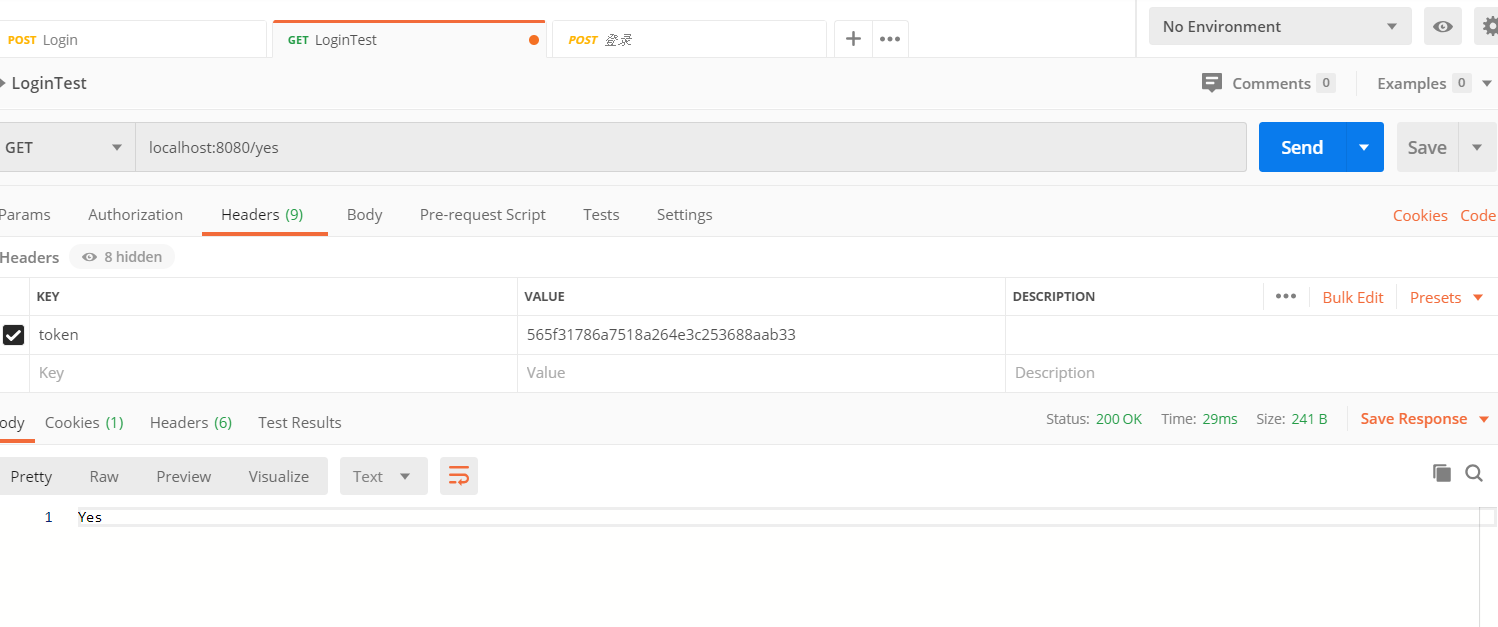 POST Login GET LoginTest POST 登录 No Environment
LoginTest Comments 0 Examples 0
GET localhost:8080/yes Send Save
Params Authorization Headers (9) Body Pre-request Script Tests Settings Cookies Code
Headers 8 hidden
KEY VALUE DESCRIPTION Bulk Edit Presets
token 565f31786a7518a264e3c253688aab33
Key Value Description
ody Cookies (1) Headers (6) Test Results Status: 200 OK Time: 29ms Size: 241 B Save Response
Pretty Raw Preview Visualize Text
1 Yes